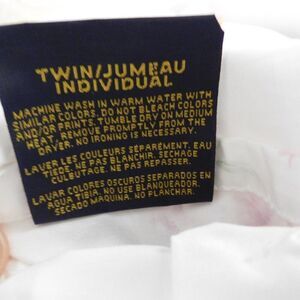 TWIN/JUMEAU
INDIVIDUAL
MACHINE WASH IN WARM WATER WITH
SIMILAR COLORS. DO NOT BLEACH COLORS
AND/OR PRINTS. TUMBLE DRY ON MEDIUM
HEAT. REMOVE PROMPTLY FROM THE
DRYER. NO IRONING IS NECESSARY.
LAVER LES COULEURS SÉPARÉMENT. EAU
TIEDE. NE PAS BLANCHIR. SECHAGE
CULBUTAGE. NE PAS REPASSER.
LAVAR COLORES OSCUROS SEPARADOS EN
AGUA TIBIA. NO USE BLANQUEADOR.
SECADO MAQUINA. NO PLANCHAR.